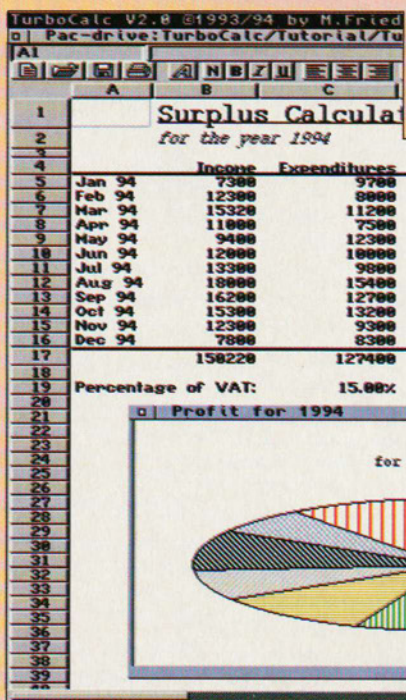 TurboCalc V2.0 ©1993/94 by M.Fried
Pac-drive:TurboCalc/Tutorial/Tu
A1
A N B I U
A B C
1 Surplus Calculat
2 for the year 1994
3
4 Income Expenditures
5 Jan 94 7300 9700
6 Feb 94 12300 8000
7 Mar 94 15320 11200
8 Apr 94 11000 7500
9 May 94 9400 12300
10 Jun 94 12000 10000
11 Jul 94 13300 9800
12 Aug 94 18000 15400
13 Sep 94 16200 12700
14 Oct 94 15300 13200
15 Nov 94 12300 9300
16 Dec 94 7800 8300
17 150220 127400
18
19 Percentage of VAT: 15.00%
20
21 Profit for 1994
22
23
24 for
25
26
27
28
29
30
31
32
33
34
35
36
37
38
39